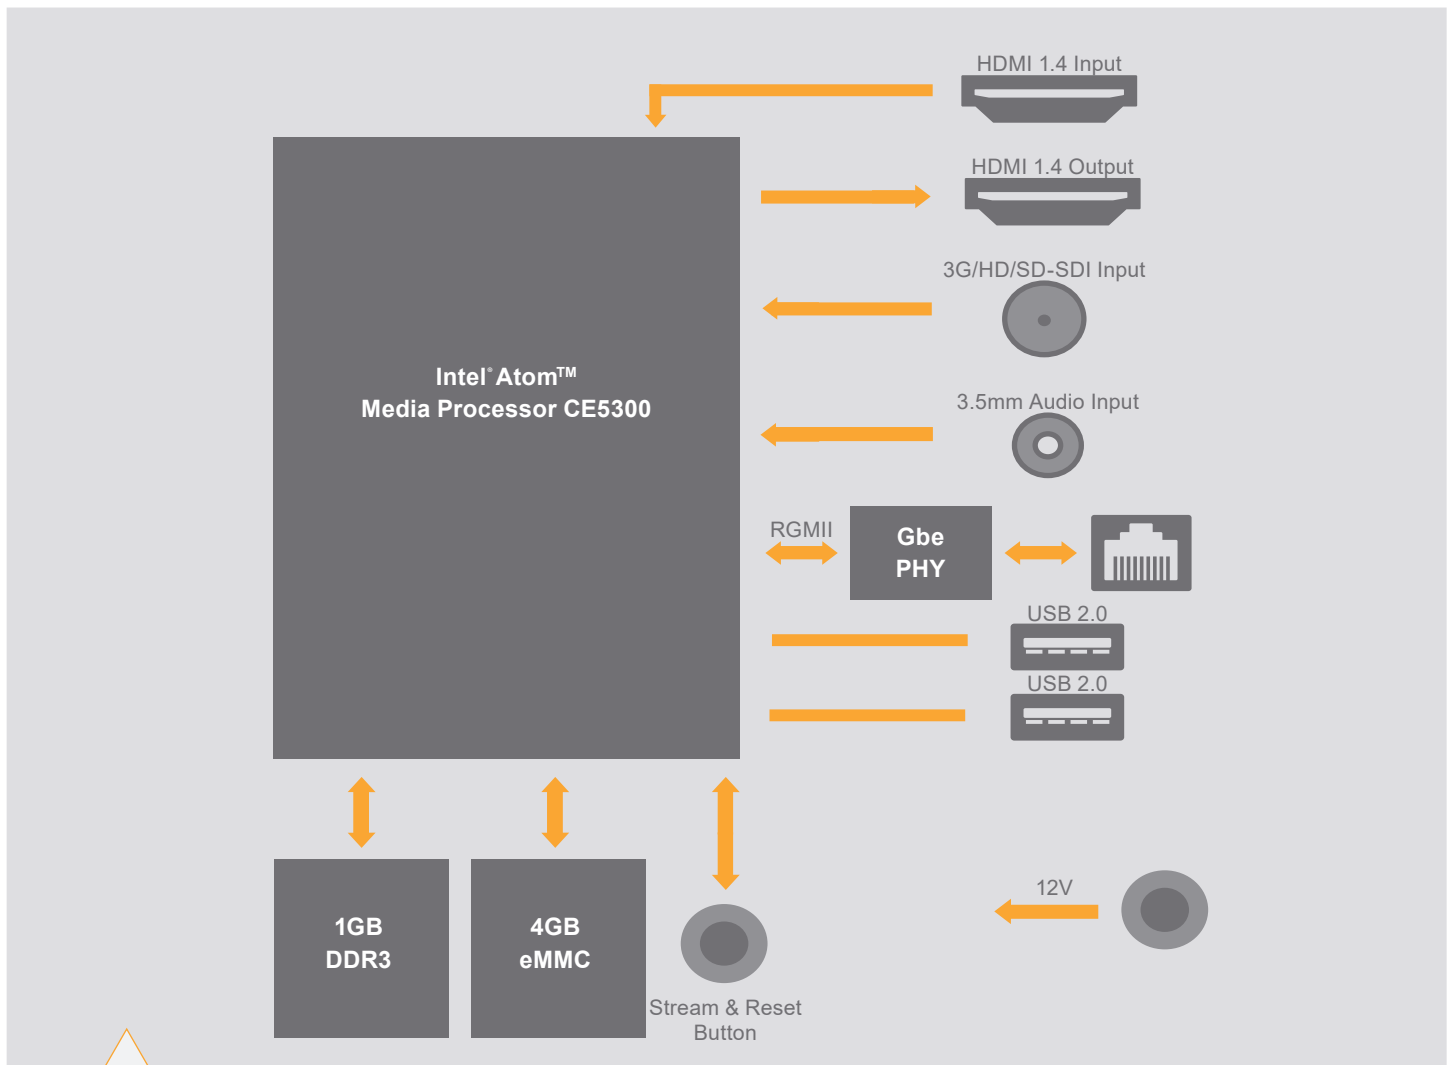 HDMI 1.4 Input
HDMI 1.4 Output
3G/HD/SD-SDI Input
Intel® Atom™
Media Processor CE5300
3.5mm Audio Input
RGMII
Gbe
PHY
USB 2.0
USB 2.0
12V
1GB
DDR3
4GB
eMMC
Stream & Reset
Button